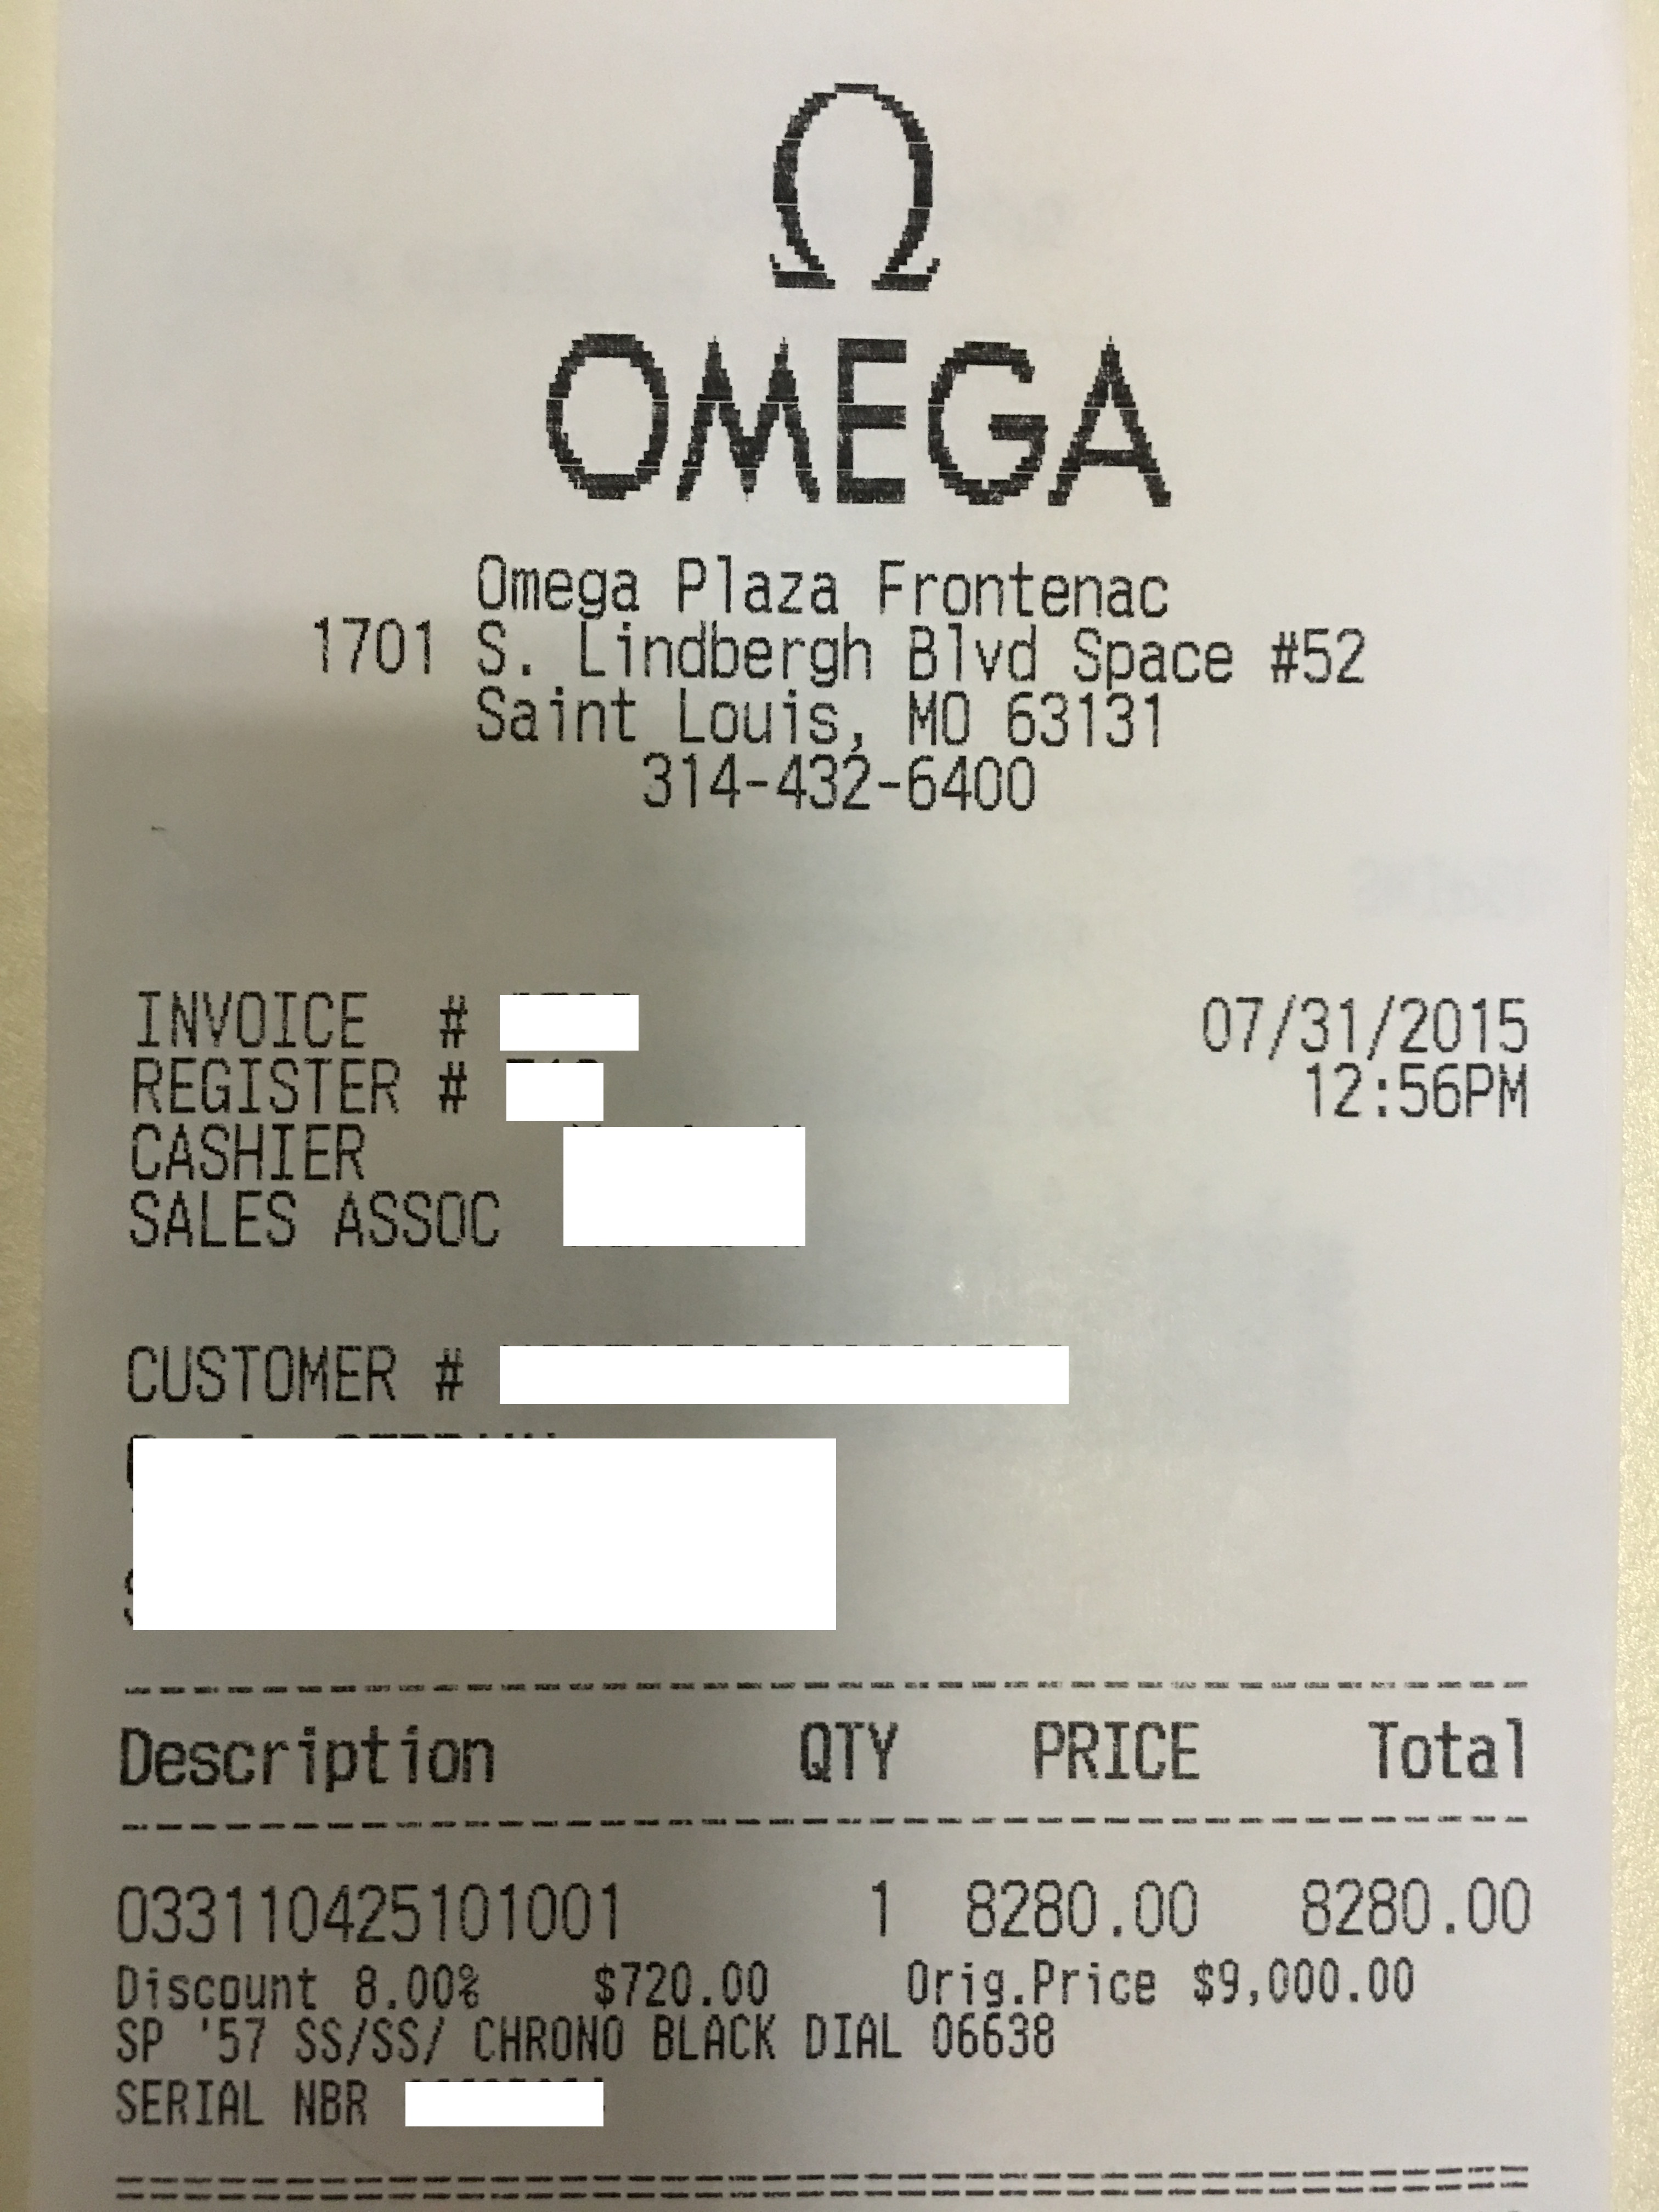 Ω
OMEGA
Omega Plaza Frontenac
1701 S. Lindbergh Blvd Space #52
Saint Louis, MO 63131
314-432-6400
INVOICE # 07/31/2015
REGISTER # 12:56PM
CASHIER
SALES ASSOC
CUSTOMER #
Description QTY PRICE Total
033110425101001 1 8280.00 8280.00
Discount 8.00% $720.00 Orig.Price $9,000.00
SP '57 SS/SS/ CHRONO BLACK DIAL 06638
SERIAL NBR